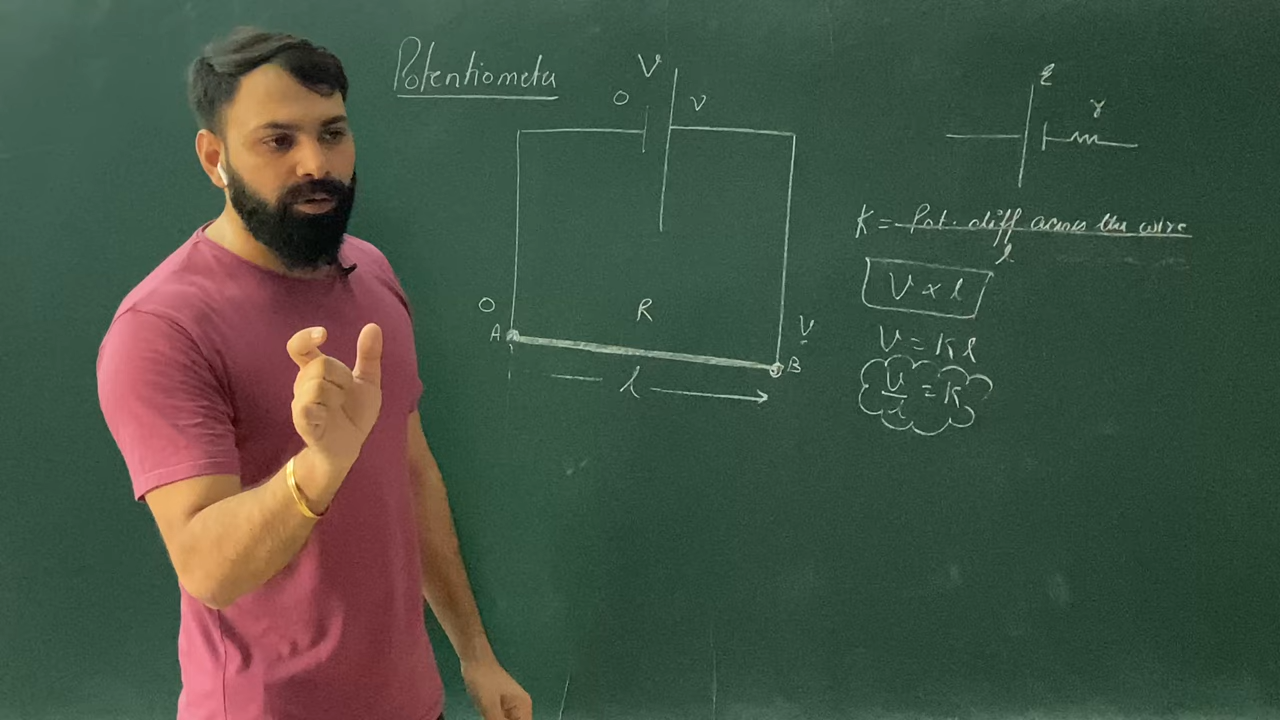 Potentiometer
V
0
V
0
A
R
V
B
l
ε
r
K = Pot. diff across the wire
l
V ∝ l
V = Kl
V
l
= K